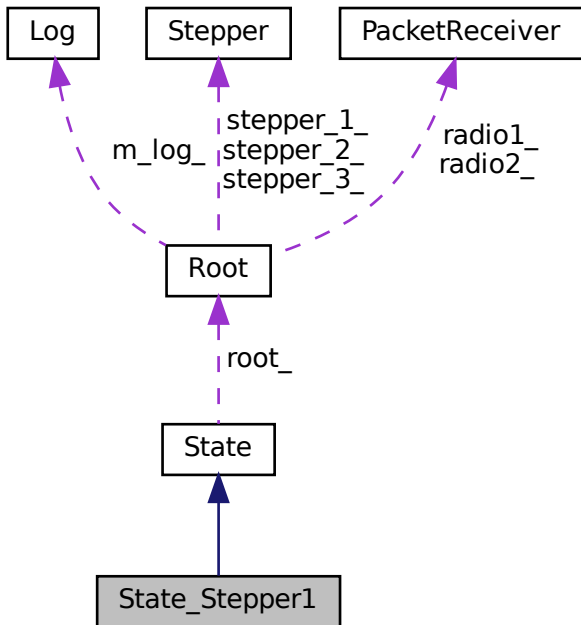 Log
Stepper
PacketReceiver
m_log_
stepper_1_
stepper_2_
stepper_3_
radio1_
radio2_
Root
root_
State
State_Stepper1